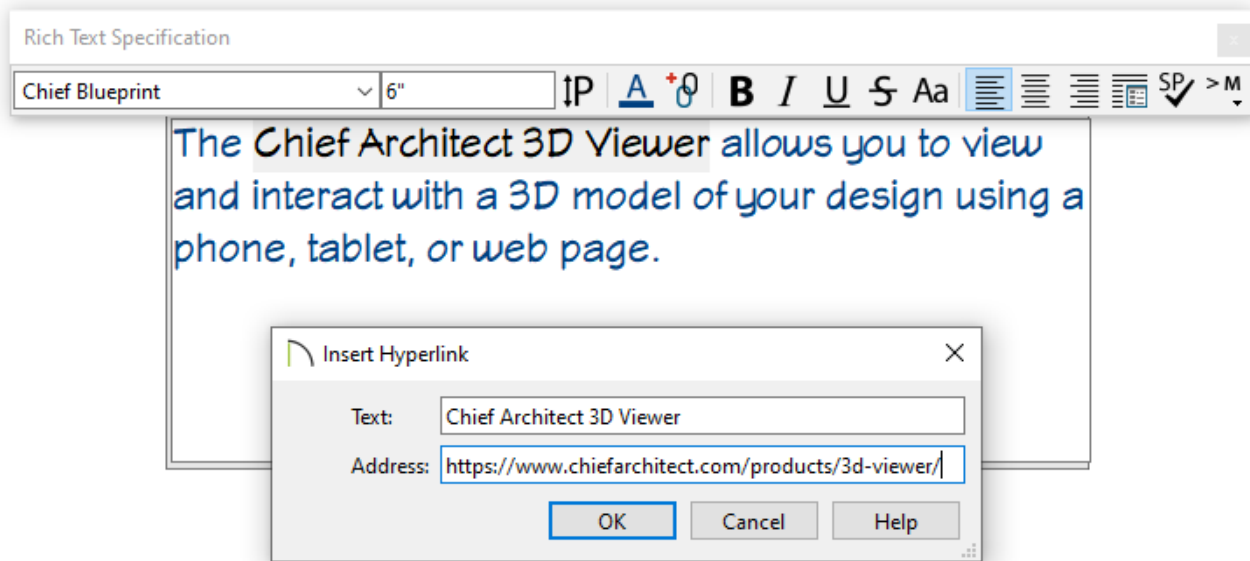 Rich Text Specification
x
Chief Blueprint 6" P A B I U S Aa SP > M
The Chief Architect 3D Viewer allows you to view
and interact with a 3D model of your design using a
phone, tablet, or web page.
Insert Hyperlink
Text: Chief Architect 3D Viewer
Address: https://www.chiefarchitect.com/products/3d-viewer/
OK Cancel Help